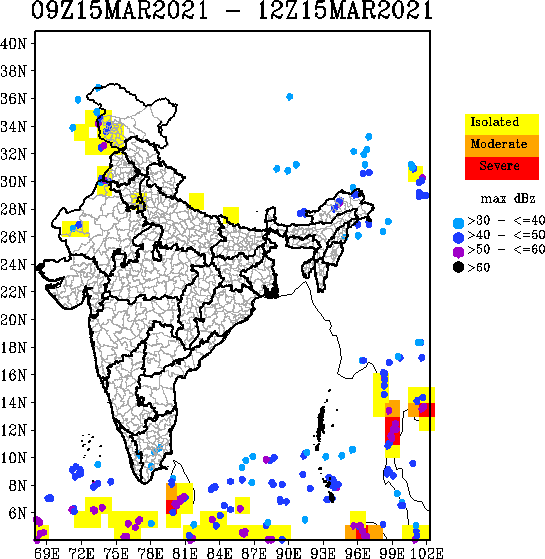 09Z15MAR2021 - 12Z15MAR2021
40N
38N
36N
34N
32N
30N
28N
26N
24N
22N
20N
18N
16N
14N
12N
10N
8N
6N
69E 72E 75E 78E 81E 84E 87E 90E 93E 96E 99E 102E
Isolated
Moderate
Severe
max dBz
>30 - <=40
>40 - <=50
>50 - <=60
>60